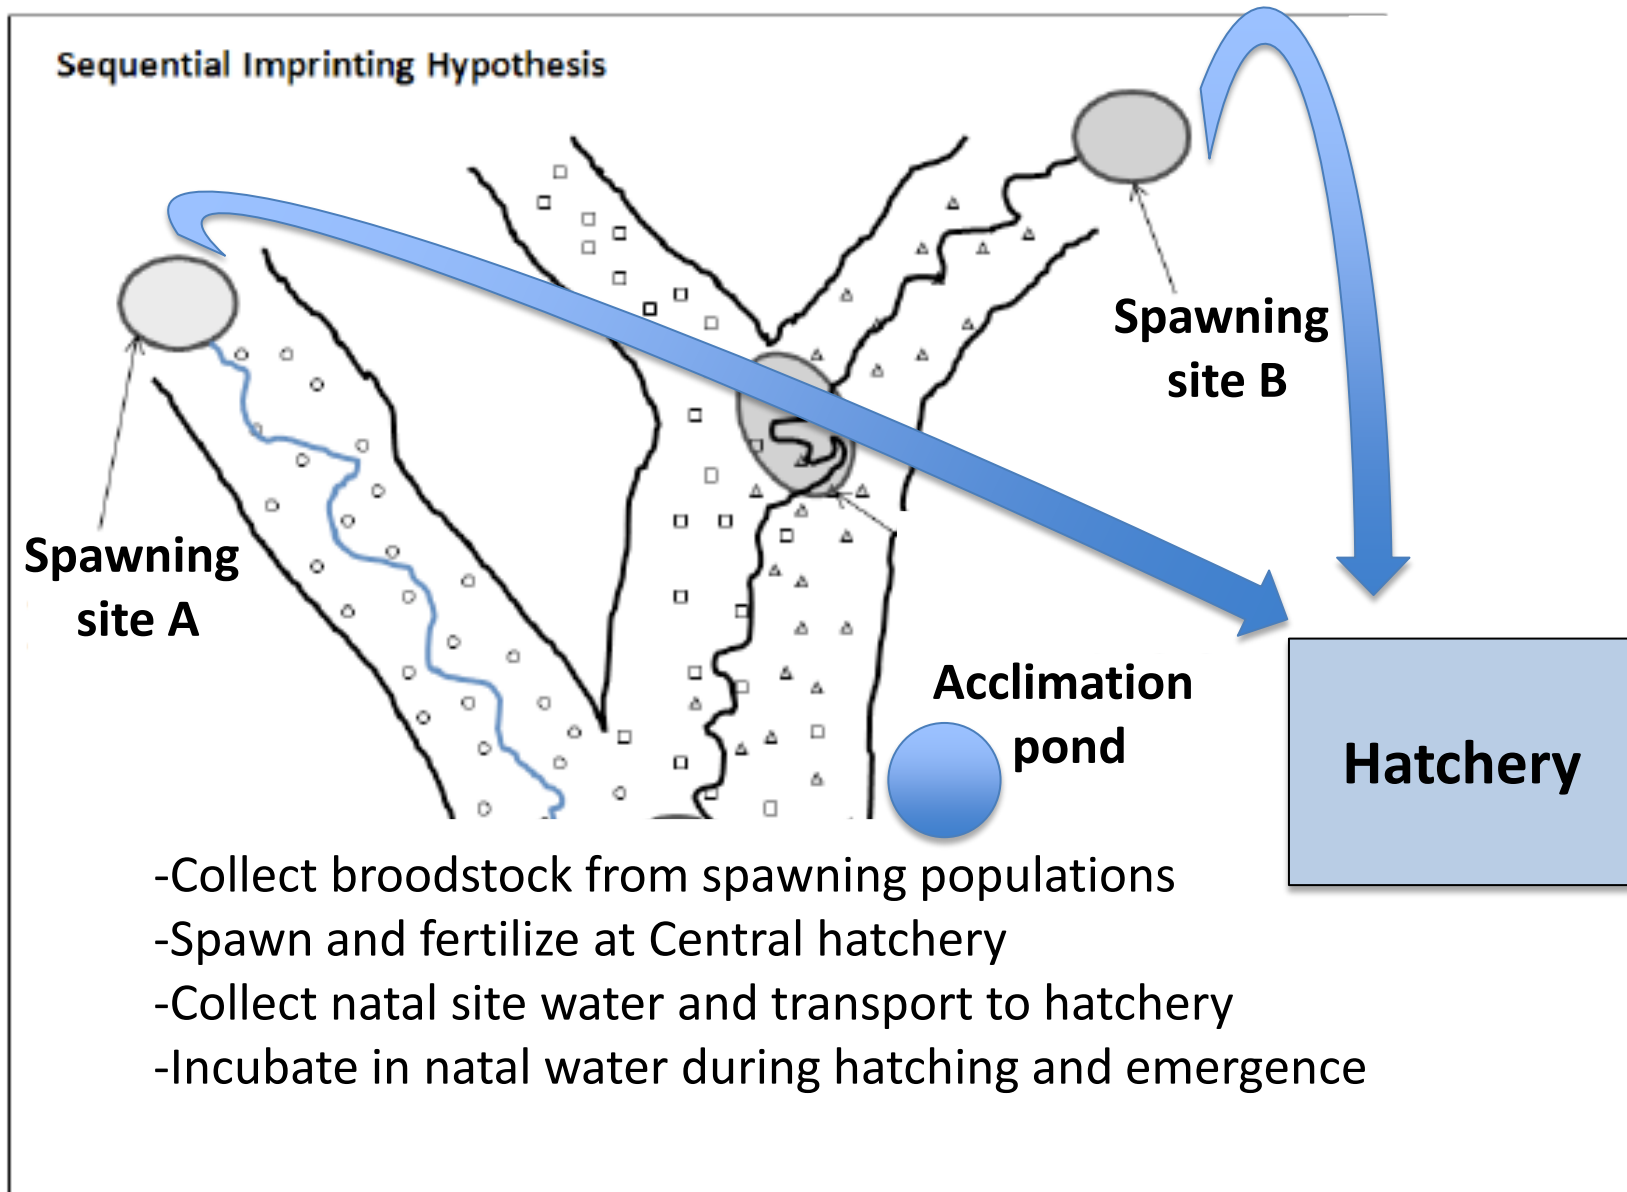 Sequential Imprinting Hypothesis
Spawning
site B
Spawning
site A
Acclimation
pond
Hatchery
-Collect broodstock from spawning populations
-Spawn and fertilize at Central hatchery
-Collect natal site water and transport to hatchery
-Incubate in natal water during hatching and emergence